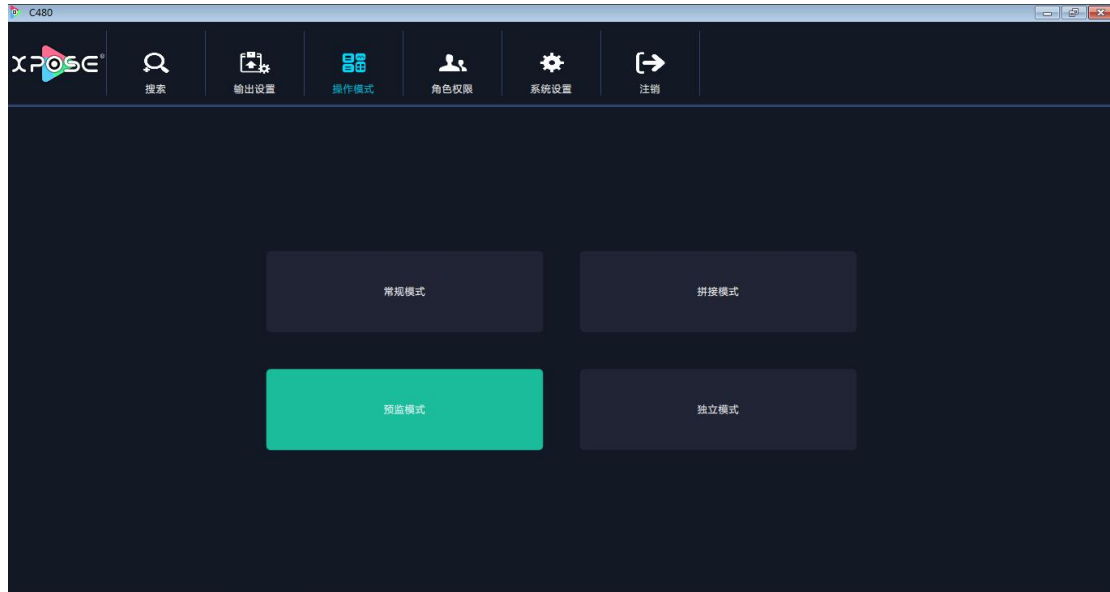 C480
XPOSE®
搜索
输出设置
操作模式
角色权限
系统设置
注销
常规模式
拼接模式
预监模式
独立模式